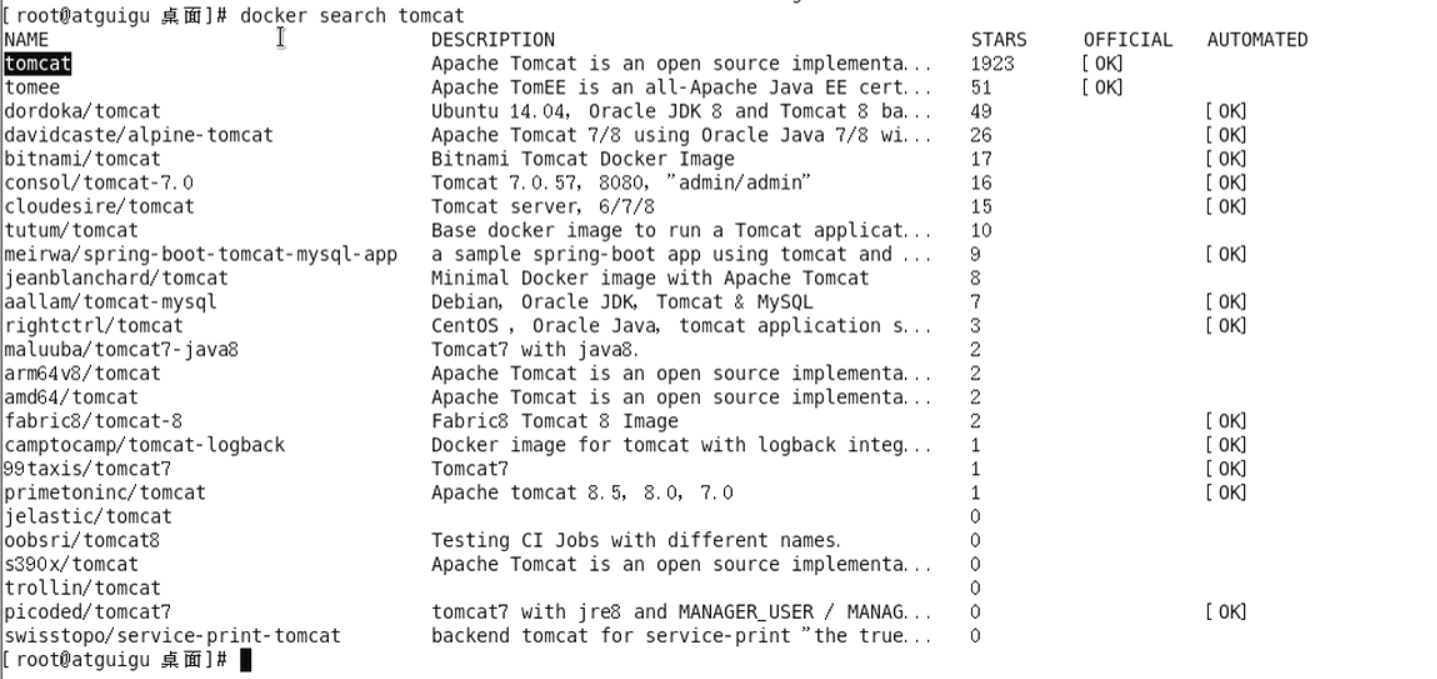 [root@atguigu 桌面]# docker search tomcat
NAME DESCRIPTION STARS OFFICIAL AUTOMATED
tomcat Apache Tomcat is an open source implementa... 1923 [OK]
tomee Apache TomEE is an all-Apache Java EE cert... 51 [OK]
dordoka/tomcat Ubuntu 14.04, Oracle JDK 8 and Tomcat 8 ba... 49 [OK]
davidcaste/alpine-tomcat Apache Tomcat 7/8 using Oracle Java 7/8 wi... 26 [OK]
bitnami/tomcat Bitnami Tomcat Docker Image 17 [OK]
consol/tomcat-7.0 Tomcat 7.0.57, 8080, "admin/admin" 16 [OK]
cloudesire/tomcat Tomcat server, 6/7/8 15 [OK]
tutum/tomcat Base docker image to run a Tomcat applicat... 10
meirwa/spring-boot-tomcat-mysql-app a sample spring-boot app using tomcat and ... 9 [OK]
jeanblanchard/tomcat Minimal Docker image with Apache Tomcat 8
aallam/tomcat-mysql Debian, Oracle JDK, Tomcat & MySQL 7 [OK]
rightctrl/tomcat CentOS , Oracle Java, tomcat application s... 3 [OK]
maluuba/tomcat7-java8 Tomcat7 with java8. 2
arm64v8/tomcat Apache Tomcat is an open source implementa... 2
amd64/tomcat Apache Tomcat is an open source implementa... 2
fabric8/tomcat-8 Fabric8 Tomcat 8 Image 2 [OK]
camptocamp/tomcat-logback Docker image for tomcat with logback integ... 1 [OK]
99taxis/tomcat7 Tomcat7 1 [OK]
primetoninc/tomcat Apache tomcat 8.5, 8.0, 7.0 1 [OK]
jelastic/tomcat 0
oobsri/tomcat8 Testing CI Jobs with different names. 0
s390x/tomcat Apache Tomcat is an open source implementa... 0
trollin/tomcat 0
picoded/tomcat7 tomcat7 with jre8 and MANAGER_USER / MANAG... 0 [OK]
swisstopo/service-print-tomcat backend tomcat for service-print "the true... 0
[root@atguigu 桌面]#